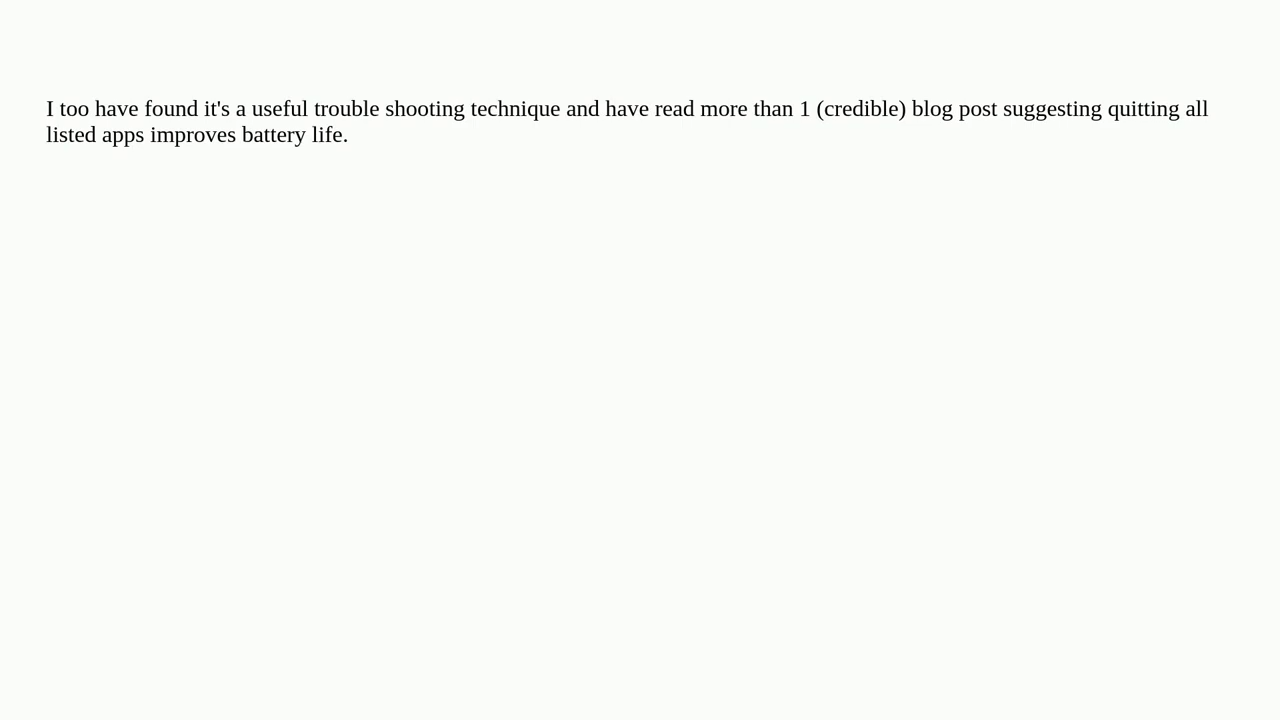 I too have found it's a useful trouble shooting technique and have read more than 1 (credible) blog post suggesting quitting all
listed apps improves battery life.